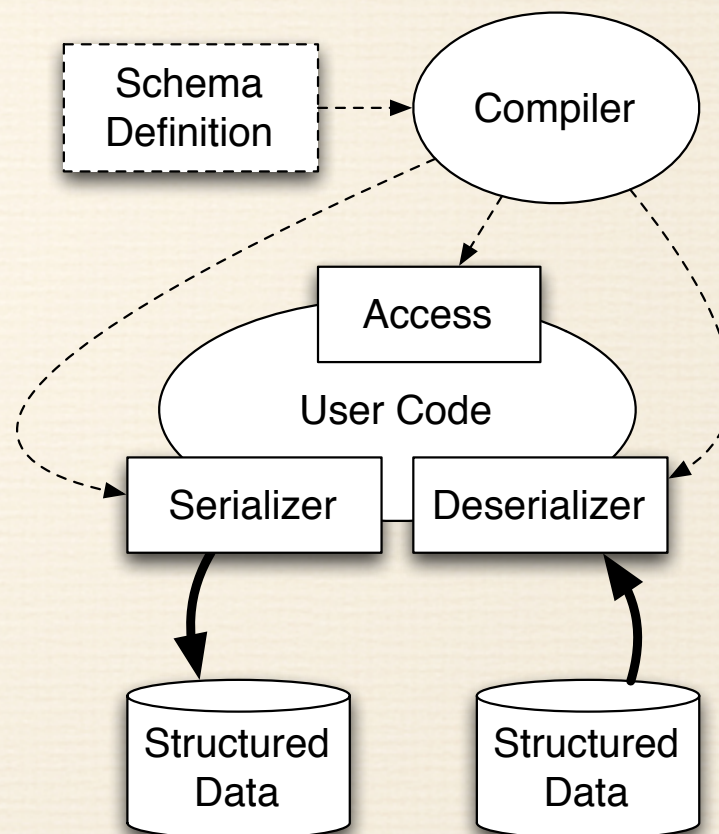 Schema
Definition
Compiler
Access
User Code
Serializer
Deserializer
Structured
Data
Structured
Data